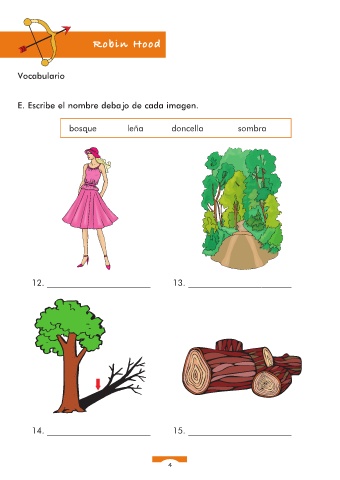 Robin Hood
Vocabulario
E. Escribe el nombre debajo de cada imagen.
bosque leña doncella sombra
12. ____________________ 13. ____________________
14. ____________________ 15. ____________________
4